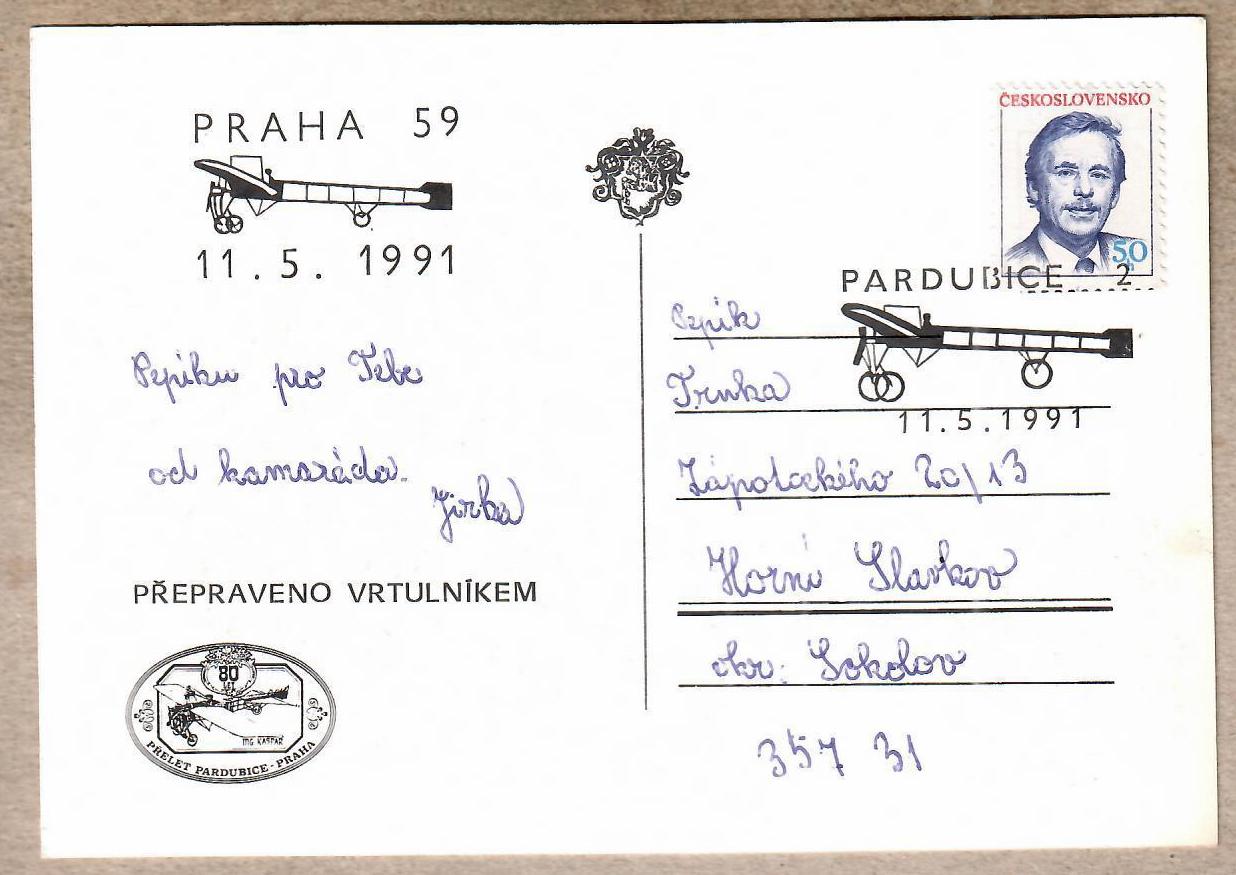 PRAHA 59
11.5.1991
Pepíku pro Tebe
od kamaráda.
Jirka
PŘEPRAVENO VRTULNÍKEM
80
LET
ING. KAŠPAR
PŘELET PARDUBICE - PRAHA
ČESKOSLOVENSKO
50
h
PARDUBICE 2
11.5.1991
Pepík
Trnka
Zápotockého 20/13
Horní Slavkov
okr. Sokolov
357 31